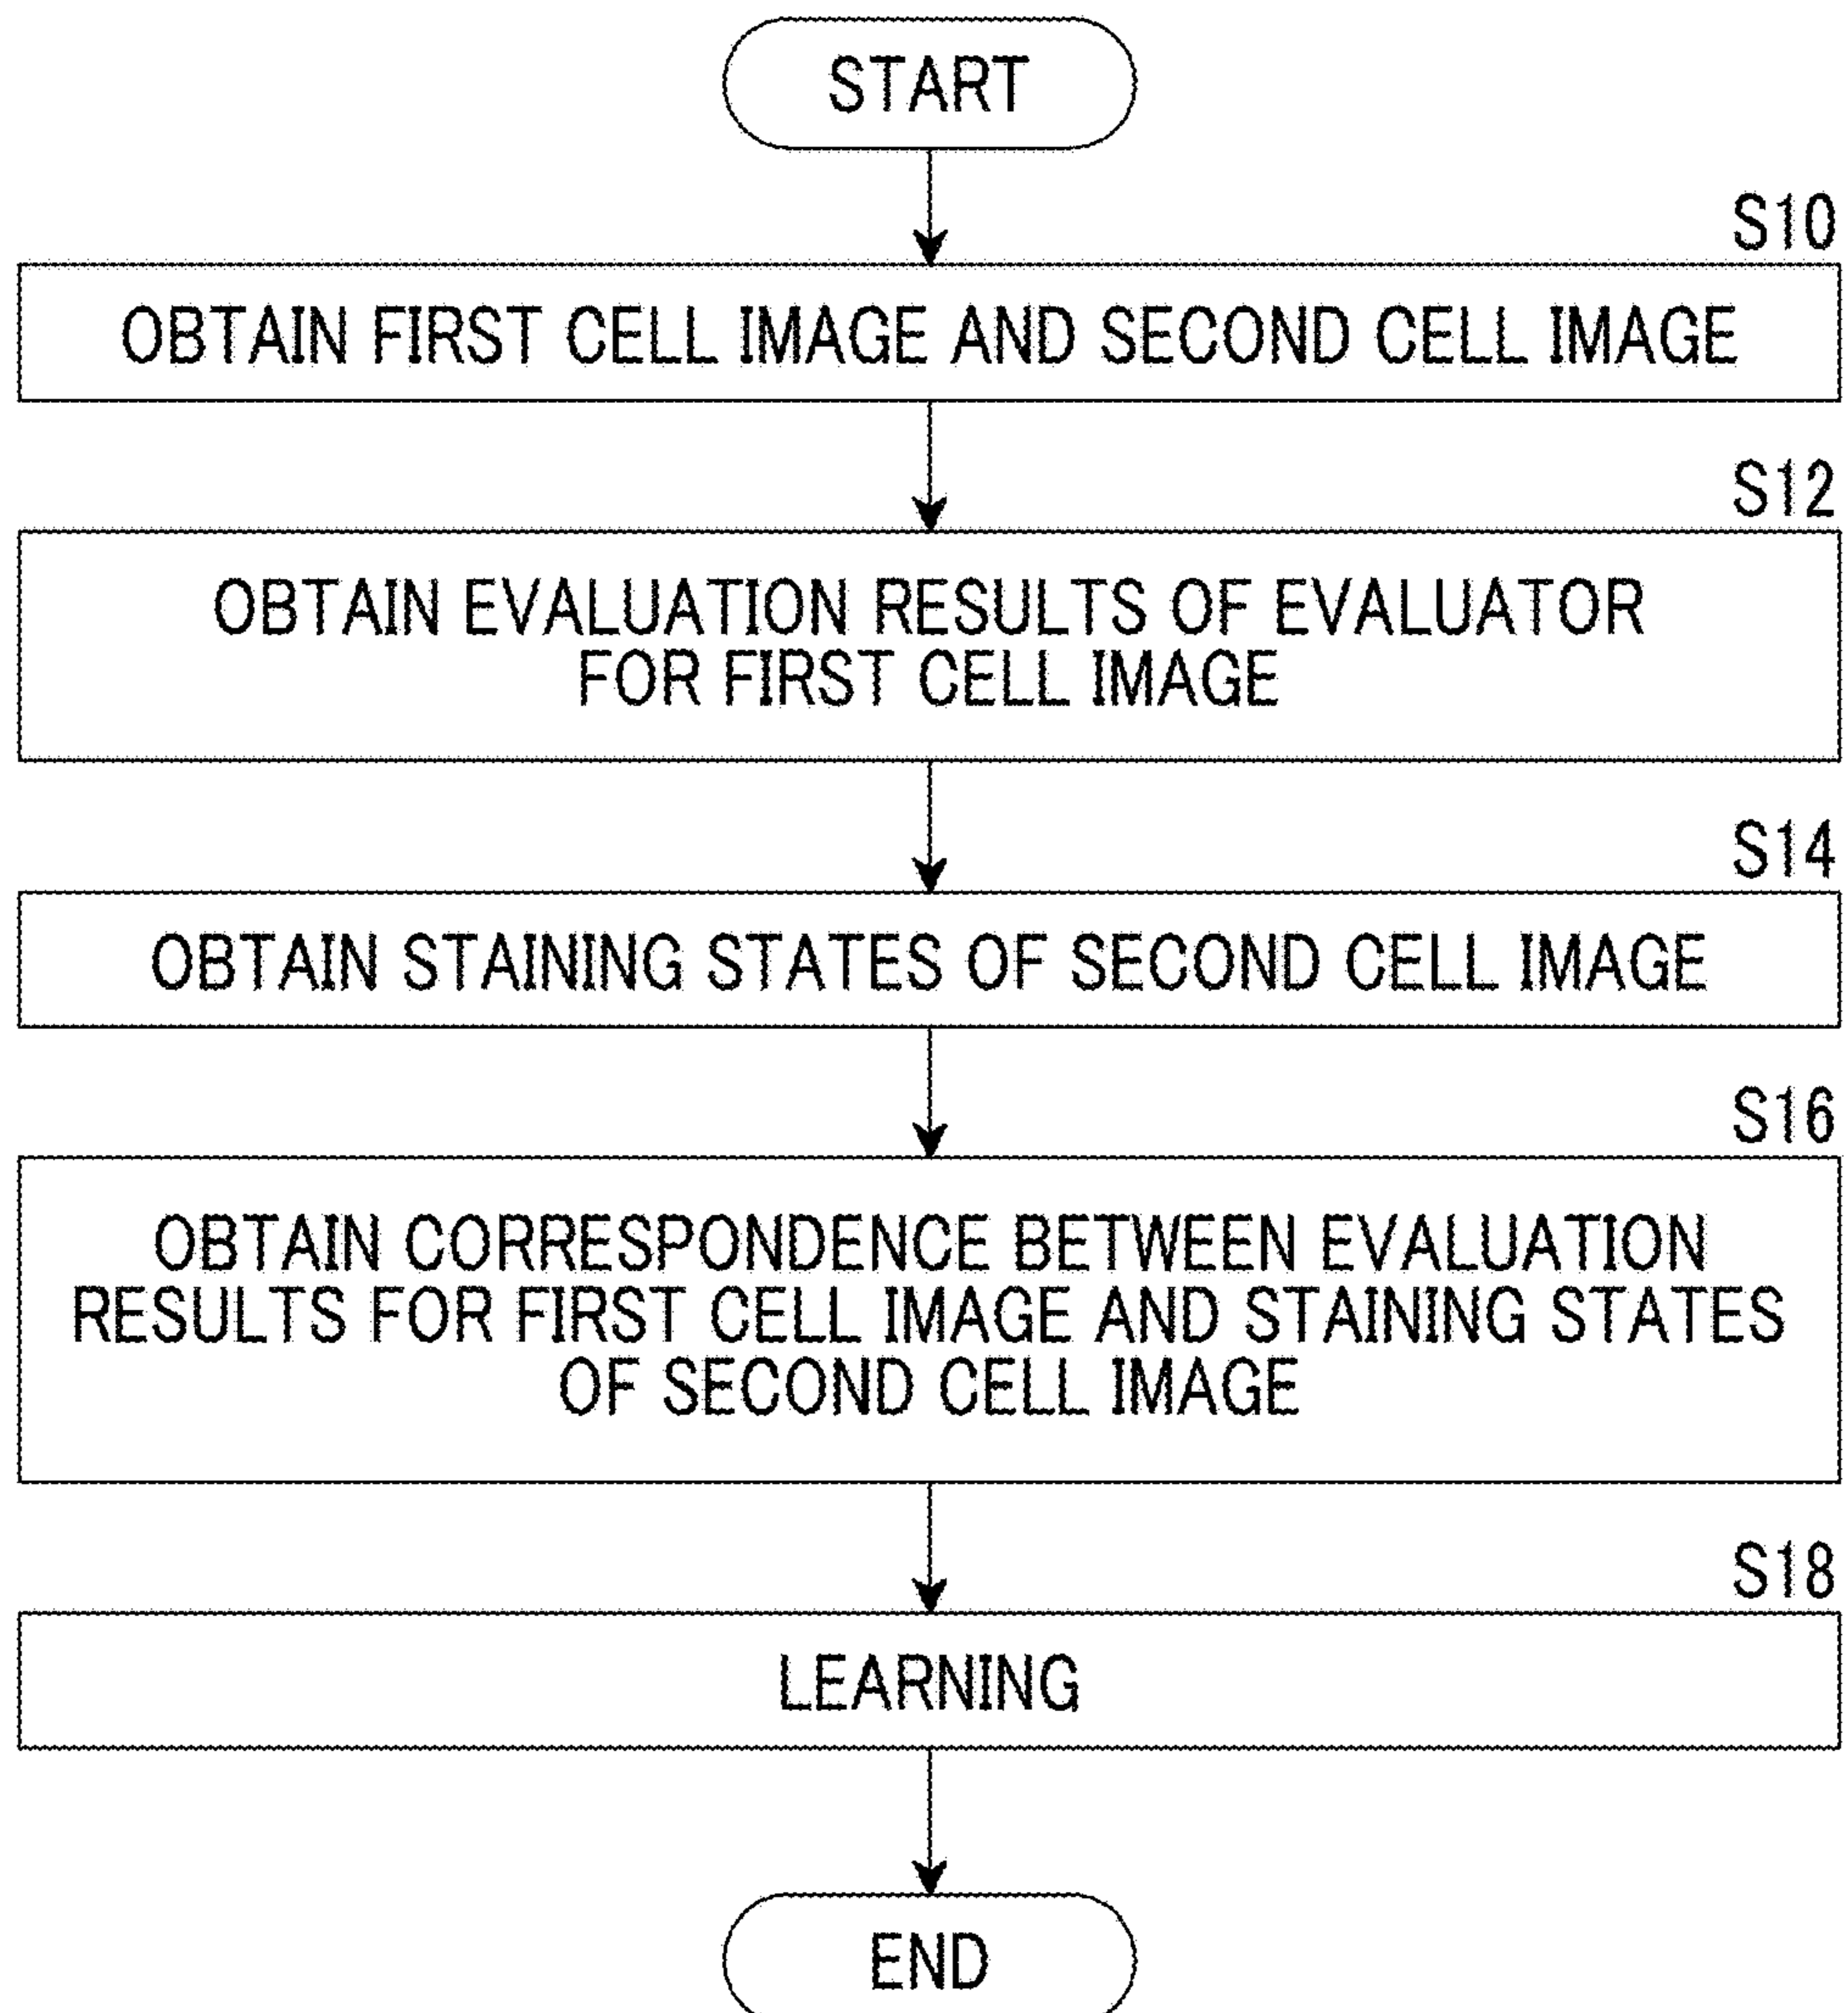 START
S10
OBTAIN FIRST CELL IMAGE AND SECOND CELL IMAGE
S12
OBTAIN EVALUATION RESULTS OF EVALUATOR
FOR FIRST CELL IMAGE
S14
OBTAIN STAINING STATES OF SECOND CELL IMAGE
S16
OBTAIN CORRESPONDENCE BETWEEN EVALUATION
RESULTS FOR FIRST CELL IMAGE AND STAINING STATES
OF SECOND CELL IMAGE
S18
LEARNING
END